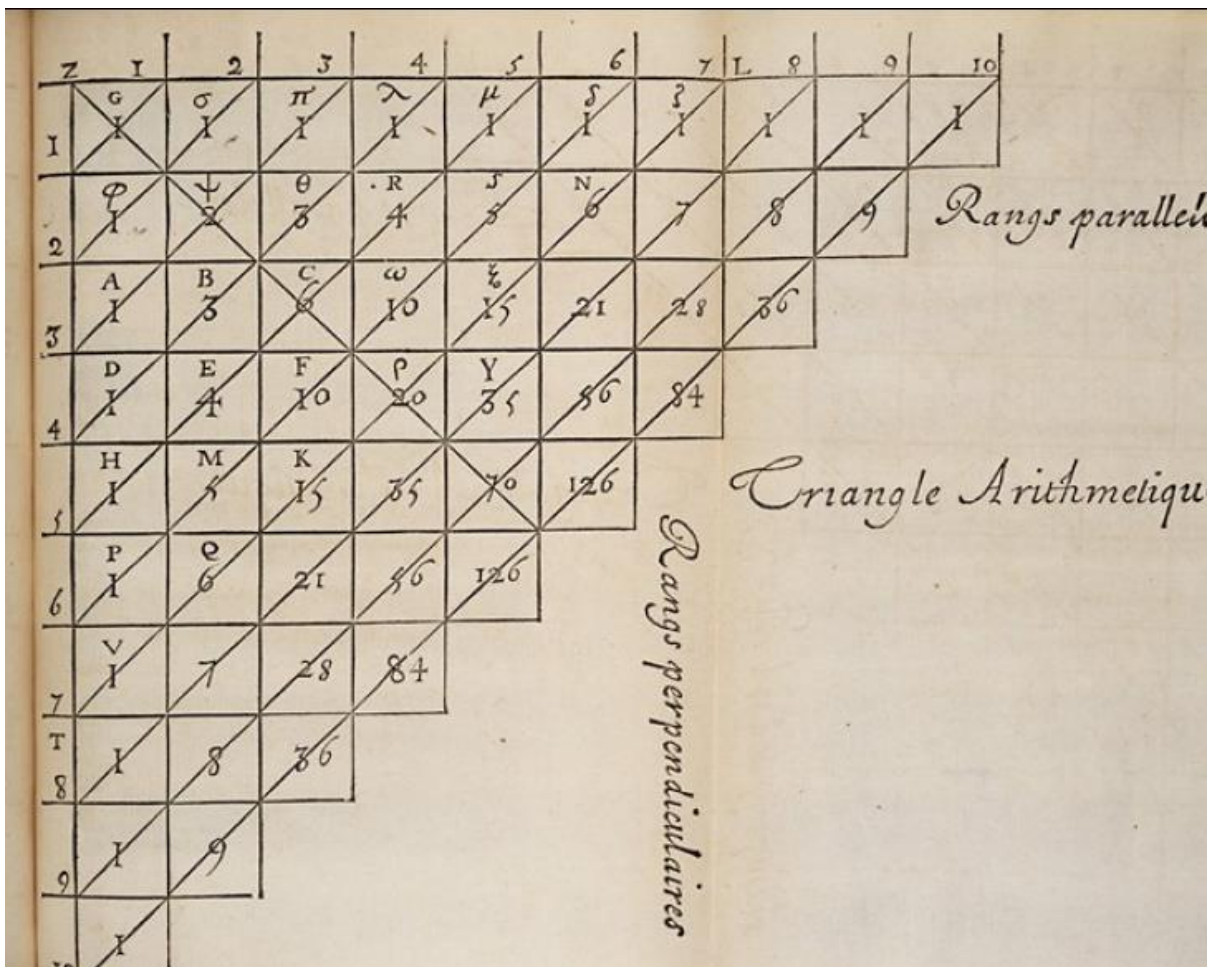 Z 1 2 3 4 5 6 7 L 8 9 10
G σ π λ μ δ ζ
1 1 1 1 1 1 1 1 1 1 1
φ ψ θ R S N
2 1 2 3 4 5 6 7 8 9
A B C ω ξ
3 1 3 6 10 15 21 28 36
D E F ρ Y
4 1 4 10 20 35 56 84
H M K
5 1 5 15 35 70 126
P Q
6 1 6 21 56 126
V
7 1 7 28 84
T
8 1 8 36
9 1 9
1
Rangs
Triangle
Rangs perpendiculaires